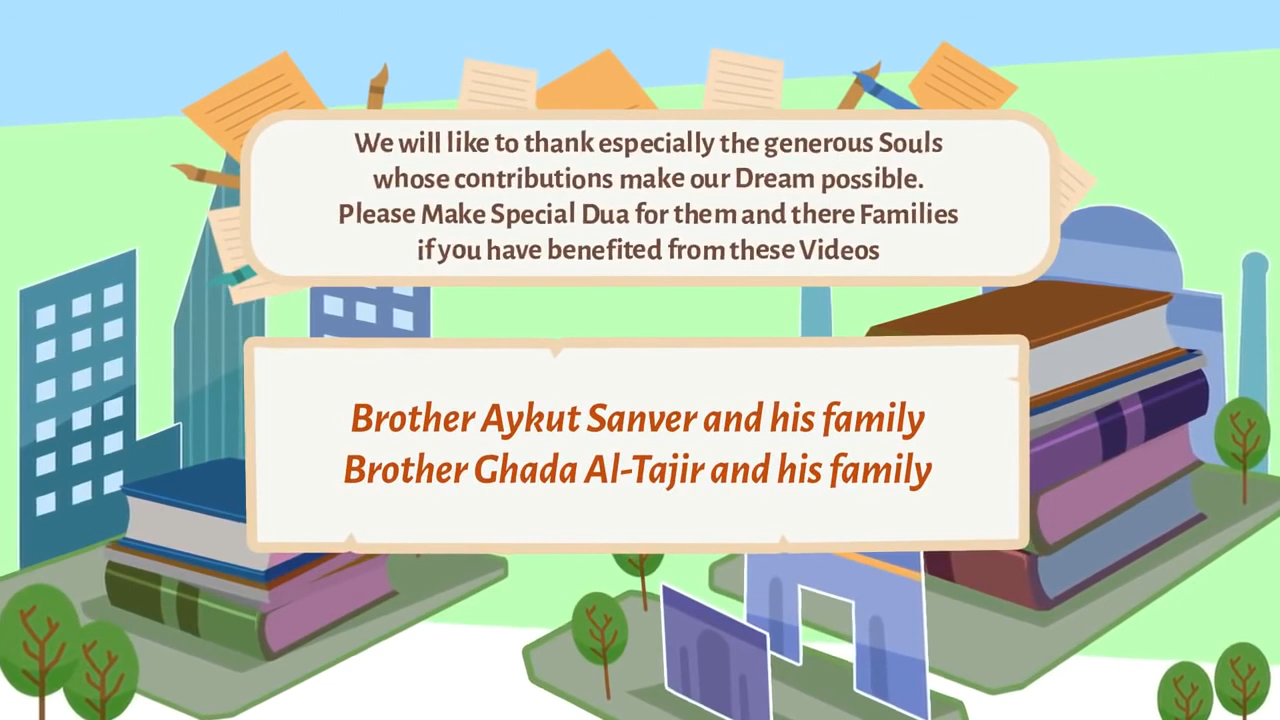 We will like to thank especially the generous Souls
whose contributions make our Dream possible.
Please Make Special Dua for them and there Families
if you have benefited from these Videos
Brother Aykut Sanver and his family
Brother Ghada Al-Tajir and his family